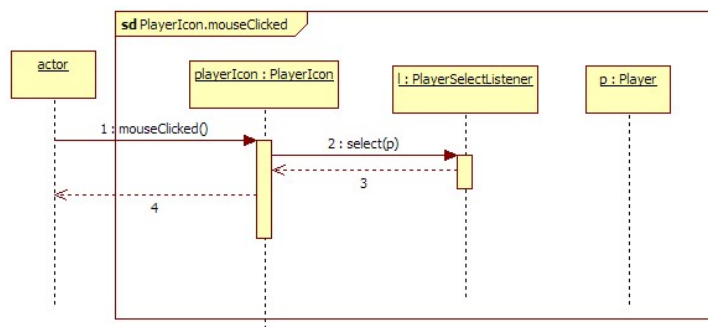 sd PlayerIcon.mouseClicked
actor
playerIcon : PlayerIcon
l : PlayerSelectListener
p : Player
1 : mouseClicked()
2 : select(p)
3
4